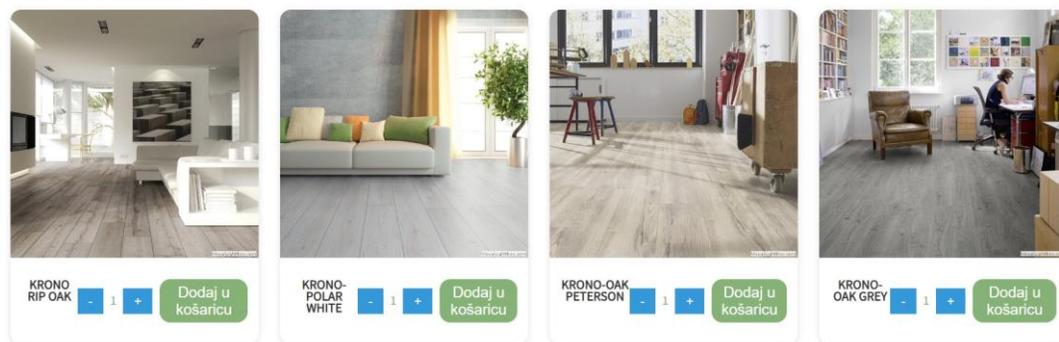 KRONO
RIP OAK
-
1
+
Dodaj u
košaricu
KRONO-
POLAR
WHITE
-
1
+
Dodaj u
košaricu
KRONO-OAK
PETERSON
-
1
+
Dodaj u
košaricu
KRONO-
OAK GREY
-
1
+
Dodaj u
košaricu